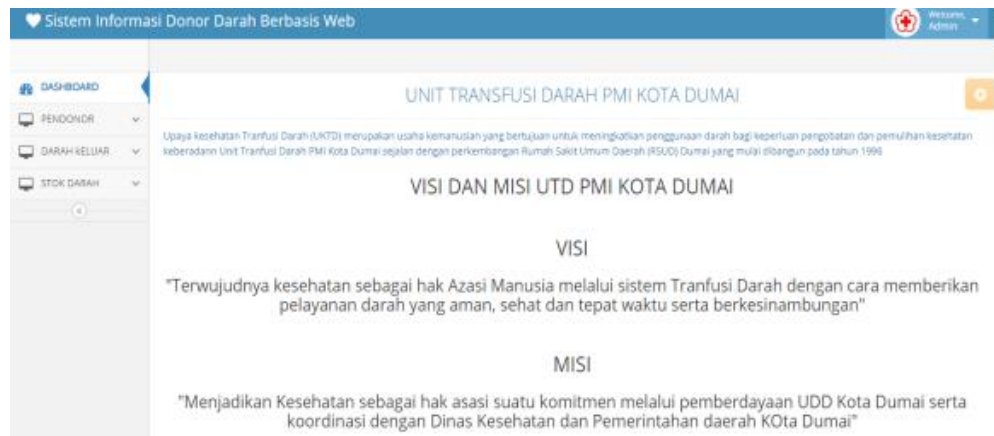 Sistem Informasi Donor Darah Berbasis Web
Welcome,
Admin
DASHBOARD
PENDONOR
DARAH KELUAR
STOK DARAH
UNIT TRANSFUSI DARAH PMI KOTA DUMAI
Upaya kesehatan Tranfusi Darah (UKTD) merupakan usaha kemanusian yang bertujuan untuk meningkatkan penggunaan darah bagi keperluan pengobatan dan pemulihan kesehatan
keberadann Unit Tranfusi Darah PMI Kota Dumai sejalan dengan perkembangan Rumah Sakit Umum Daerah (RSUD) Dumai yang mulai dibangun pada tahun 1996
VISI DAN MISI UTD PMI KOTA DUMAI
VISI
"Terwujudnya kesehatan sebagai hak Azasi Manusia melalui sistem Tranfusi Darah dengan cara memberikan
pelayanan darah yang aman, sehat dan tepat waktu serta berkesinambungan"
MISI
"Menjadikan Kesehatan sebagai hak asasi suatu komitmen melalui pemberdayaan UDD Kota Dumai serta
koordinasi dengan Dinas Kesehatan dan Pemerintahan daerah KOta Dumai"